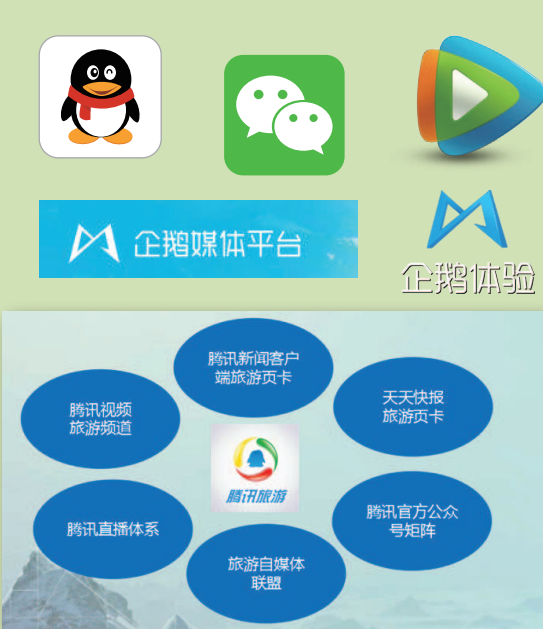 企鹅媒体平台
企鹅体验
腾讯新闻客户
端旅游页卡
腾讯视频
旅游频道
天天快报
旅游页卡
腾讯旅游
腾讯直播体系
腾讯官方公众
号矩阵
旅游自媒体
联盟